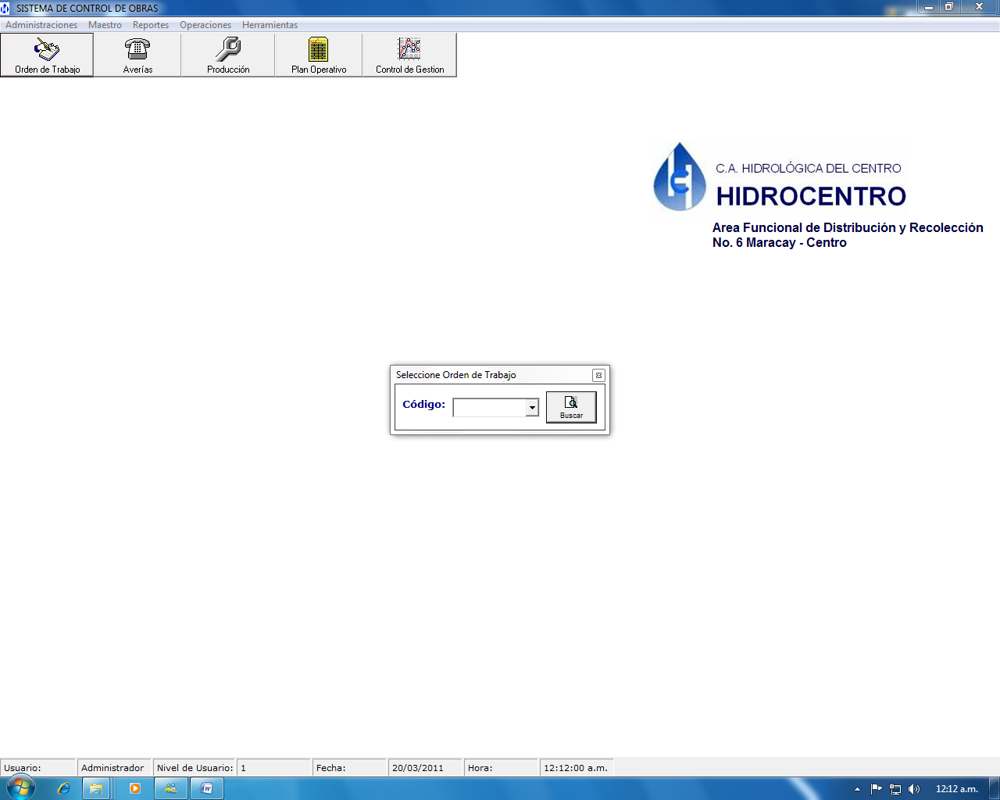 SISTEMA DE CONTROL DE OBRAS
Administraciones Maestro Reportes Operaciones Herramientas
Orden de Trabajo Averías Producción Plan Operativo Control de Gestion
C.A. HIDROLÓGICA DEL CENTRO
HIDROCENTRO
Area Funcional de Distribución y Recolección
No. 6 Maracay - Centro
Seleccione Orden de Trabajo
Código:
Buscar
Usuario: Administrador Nivel de Usuario: 1 Fecha: 20/03/2011 Hora: 12:12:00 a.m.
12:12 a.m.